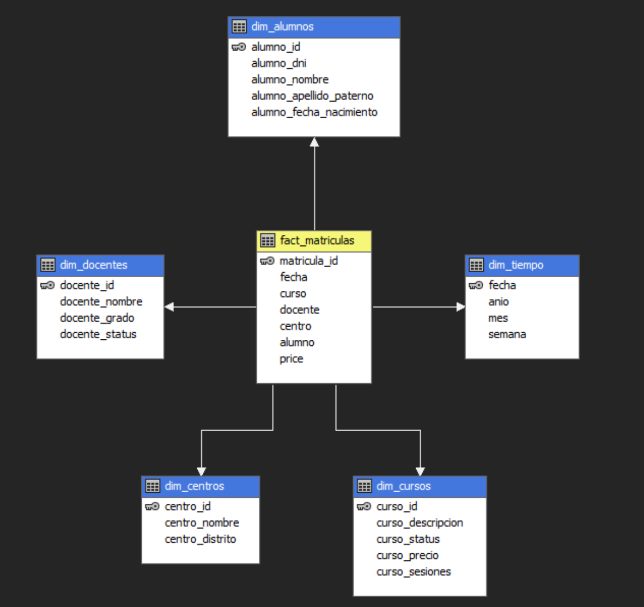 dim_alumnos
alumno_id
alumno_dni
alumno_nombre
alumno_apellido_paterno
alumno_fecha_nacimiento
fact_matriculas
matricula_id
fecha
curso
docente
centro
alumno
price
dim_docentes
docente_id
docente_nombre
docente_grado
docente_status
dim_tiempo
fecha
anio
mes
semana
dim_centros
centro_id
centro_nombre
centro_distrito
dim_cursos
curso_id
curso_descripcion
curso_status
curso_precio
curso_sesiones